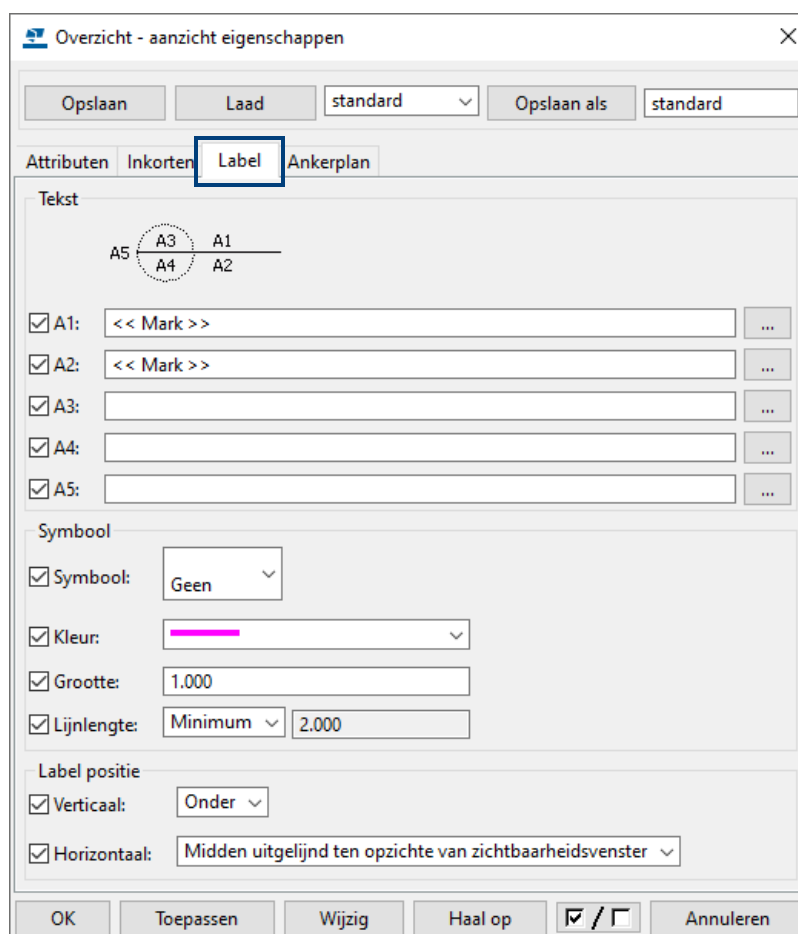 Overzicht - aanzicht eigenschappen
Opslaan Laad standard Opslaan als standard
Attributen Inkorten Label Ankerplan
Tekst
A5 A3 A1
A4 A2
A1: << Mark >> ...
A2: << Mark >> ...
A3: ...
A4: ...
A5: ...
Symbool
Symbool: Geen
Kleur:
Grootte: 1.000
Lijnlengte: Minimum 2.000
Label positie
Verticaal: Onder
Horizontaal: Midden uitgelijnd ten opzichte van zichtbaarheidsvenster
OK Toepassen Wijzig Haal op / Annuleren